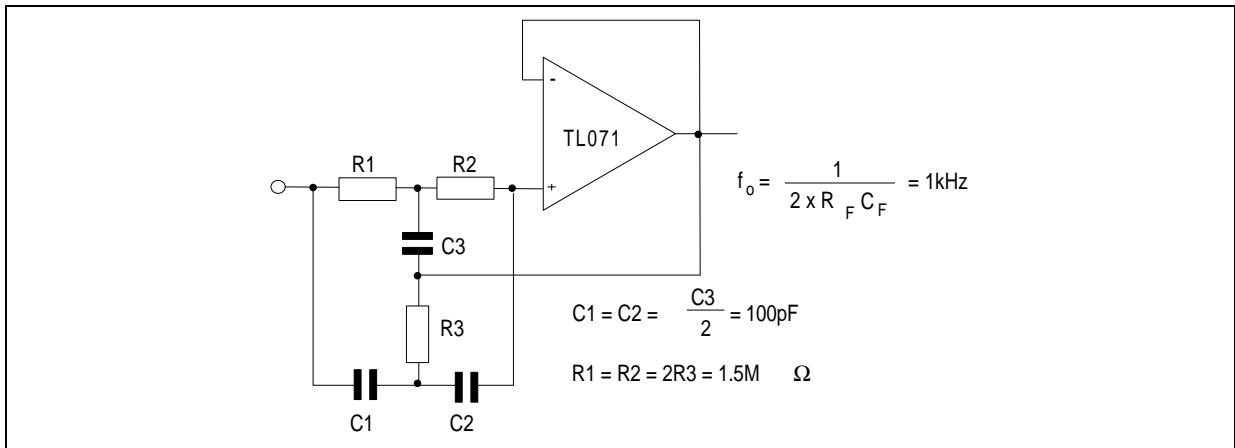 -
TL071
+
R1
R2
C3
R3
C1
C2
f o = 1 / 2 x R F C F = 1kHz
C1 = C2 = C3 / 2 = 100pF
R1 = R2 = 2R3 = 1.5M Ω